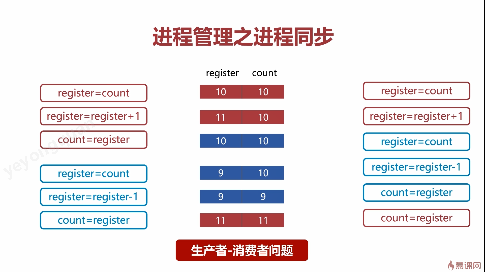 进程管理之进程同步
register count
register=count
register=register+1
count=register
register=count
register=register-1
count=register
10 10
11 10
10 10
9 10
9 9
11 11
register=count
register=register+1
register=count
register=register-1
count=register
count=register
生产者-消费者问题
慕课网